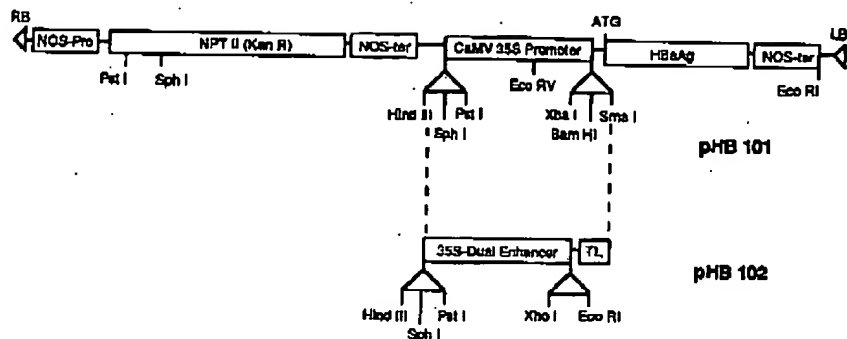 RB ATG LB
NOS-Pro NPT II (Kan R) NOS-ter CaMV 35S Promoter HBsAg NOS-ter
Pst I Sph I Eco RV Eco RI
Hind III Pst I Xba I Sma I
Sph I Bam HI
pHB 101
35S-Dual Enhancer TL
pHB 102
Hind III Pst I Xho I Eco RI
Sph I